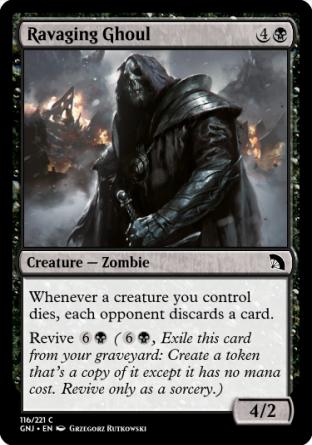 Ravaging Ghoul 4
Creature — Zombie
Whenever a creature you control
dies, each opponent discards a card.
Revive 6 ( 6 , Exile this card
from your graveyard: Create a token
that's a copy of it except it has no mana
cost. Revive only as a sorcery.)
4/2
116/221 C
GNJ • EN Grzegorz Rutkowski